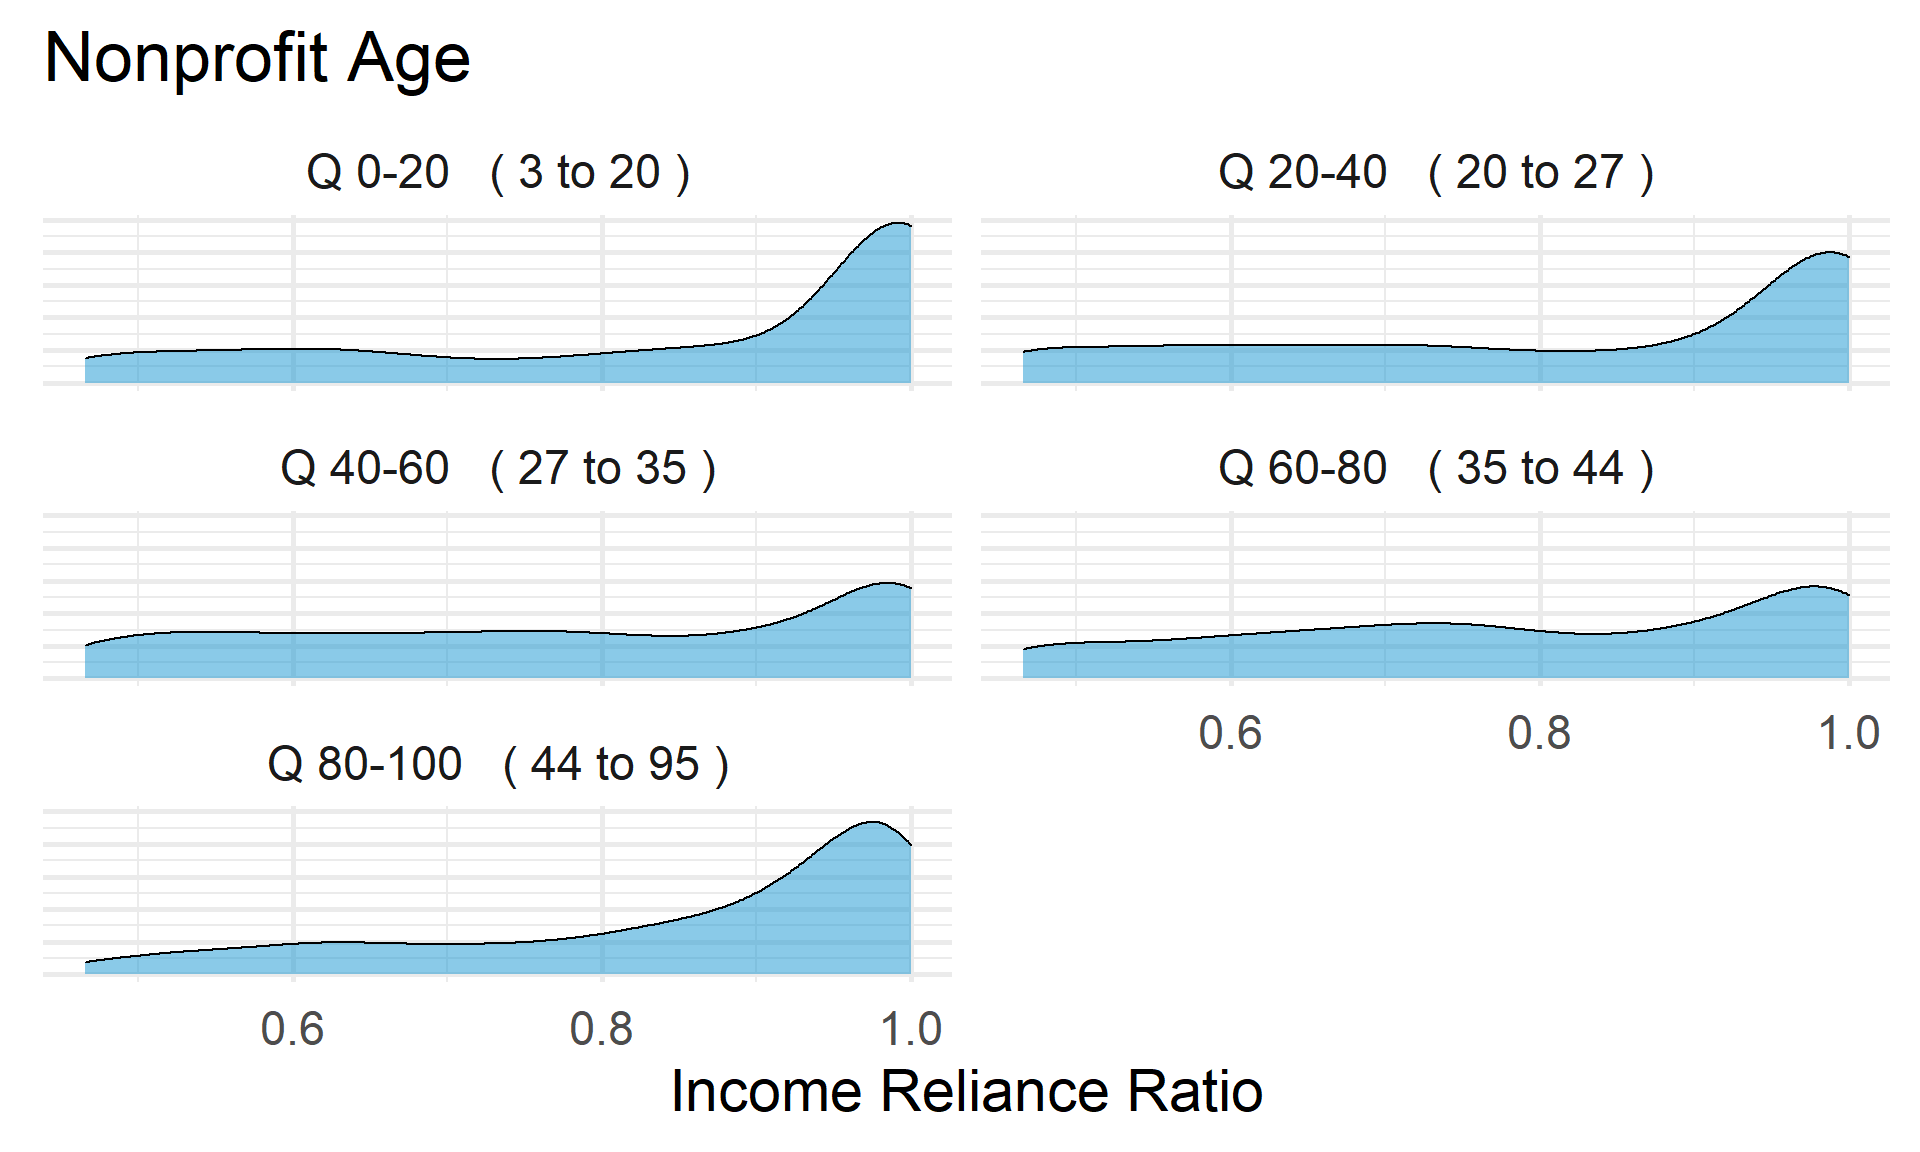 Nonprofit Age
Q 0-20 ( 3 to 20 )
Q 20-40 ( 20 to 27 )
Q 40-60 ( 27 to 35 )
Q 60-80 ( 35 to 44 )
0.6 0.8 1.0
Q 80-100 ( 44 to 95 )
0.6 0.8 1.0
Income Reliance Ratio